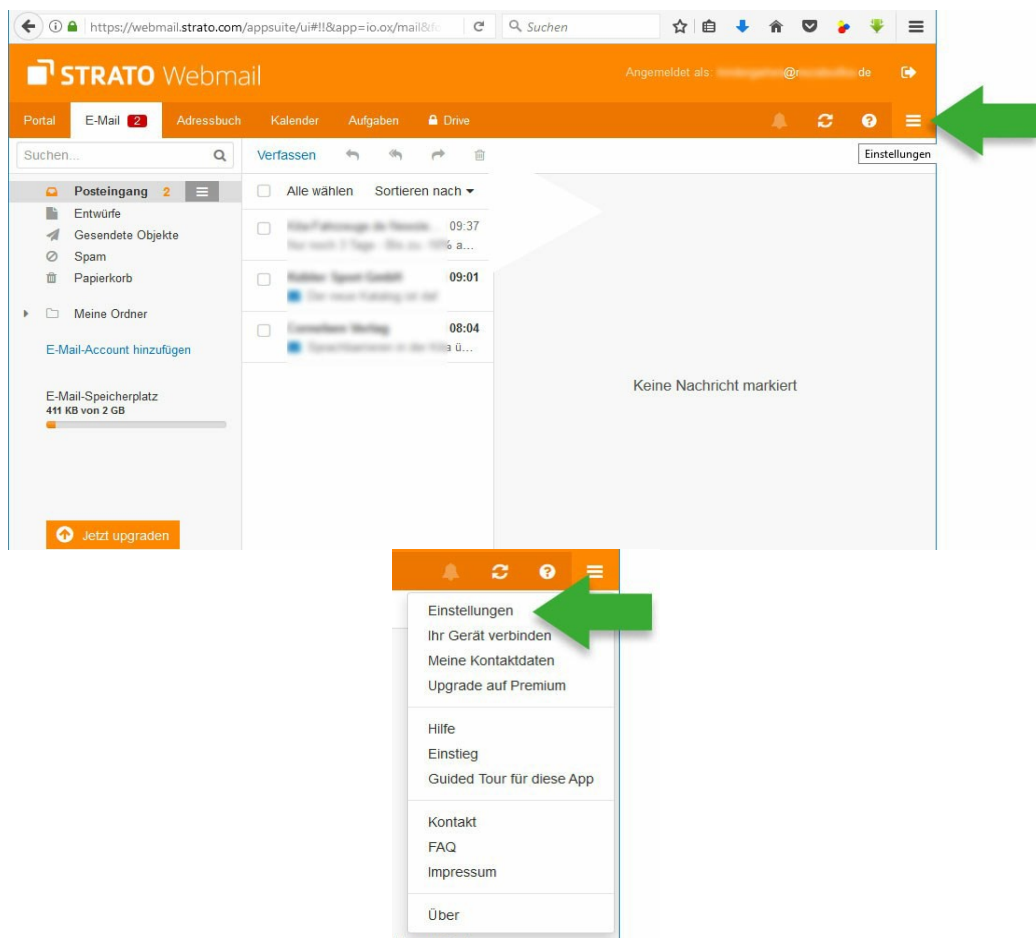 https://webmail.strato.com/appsuite/ui#!!&app=io.ox/mail&
Suchen
STRATO Webmail
Angemeldet als @ de
Portal E-Mail 2 Adressbuch Kalender Aufgaben Drive
Einstellungen
Suchen...
Verfassen
Posteingang 2
Entwürfe
Gesendete Objekte
Spam
Papierkorb
Meine Ordner
E-Mail-Account hinzufügen
E-Mail-Speicherplatz
411 KB von 2 GB
Jetzt upgraden
Alle wählen Sortieren nach
09:37
09:01
08:04
Keine Nachricht markiert
Einstellungen
Ihr Gerät verbinden
Meine Kontaktdaten
Upgrade auf Premium
Hilfe
Einstieg
Guided Tour für diese App
Kontakt
FAQ
Impressum
Über